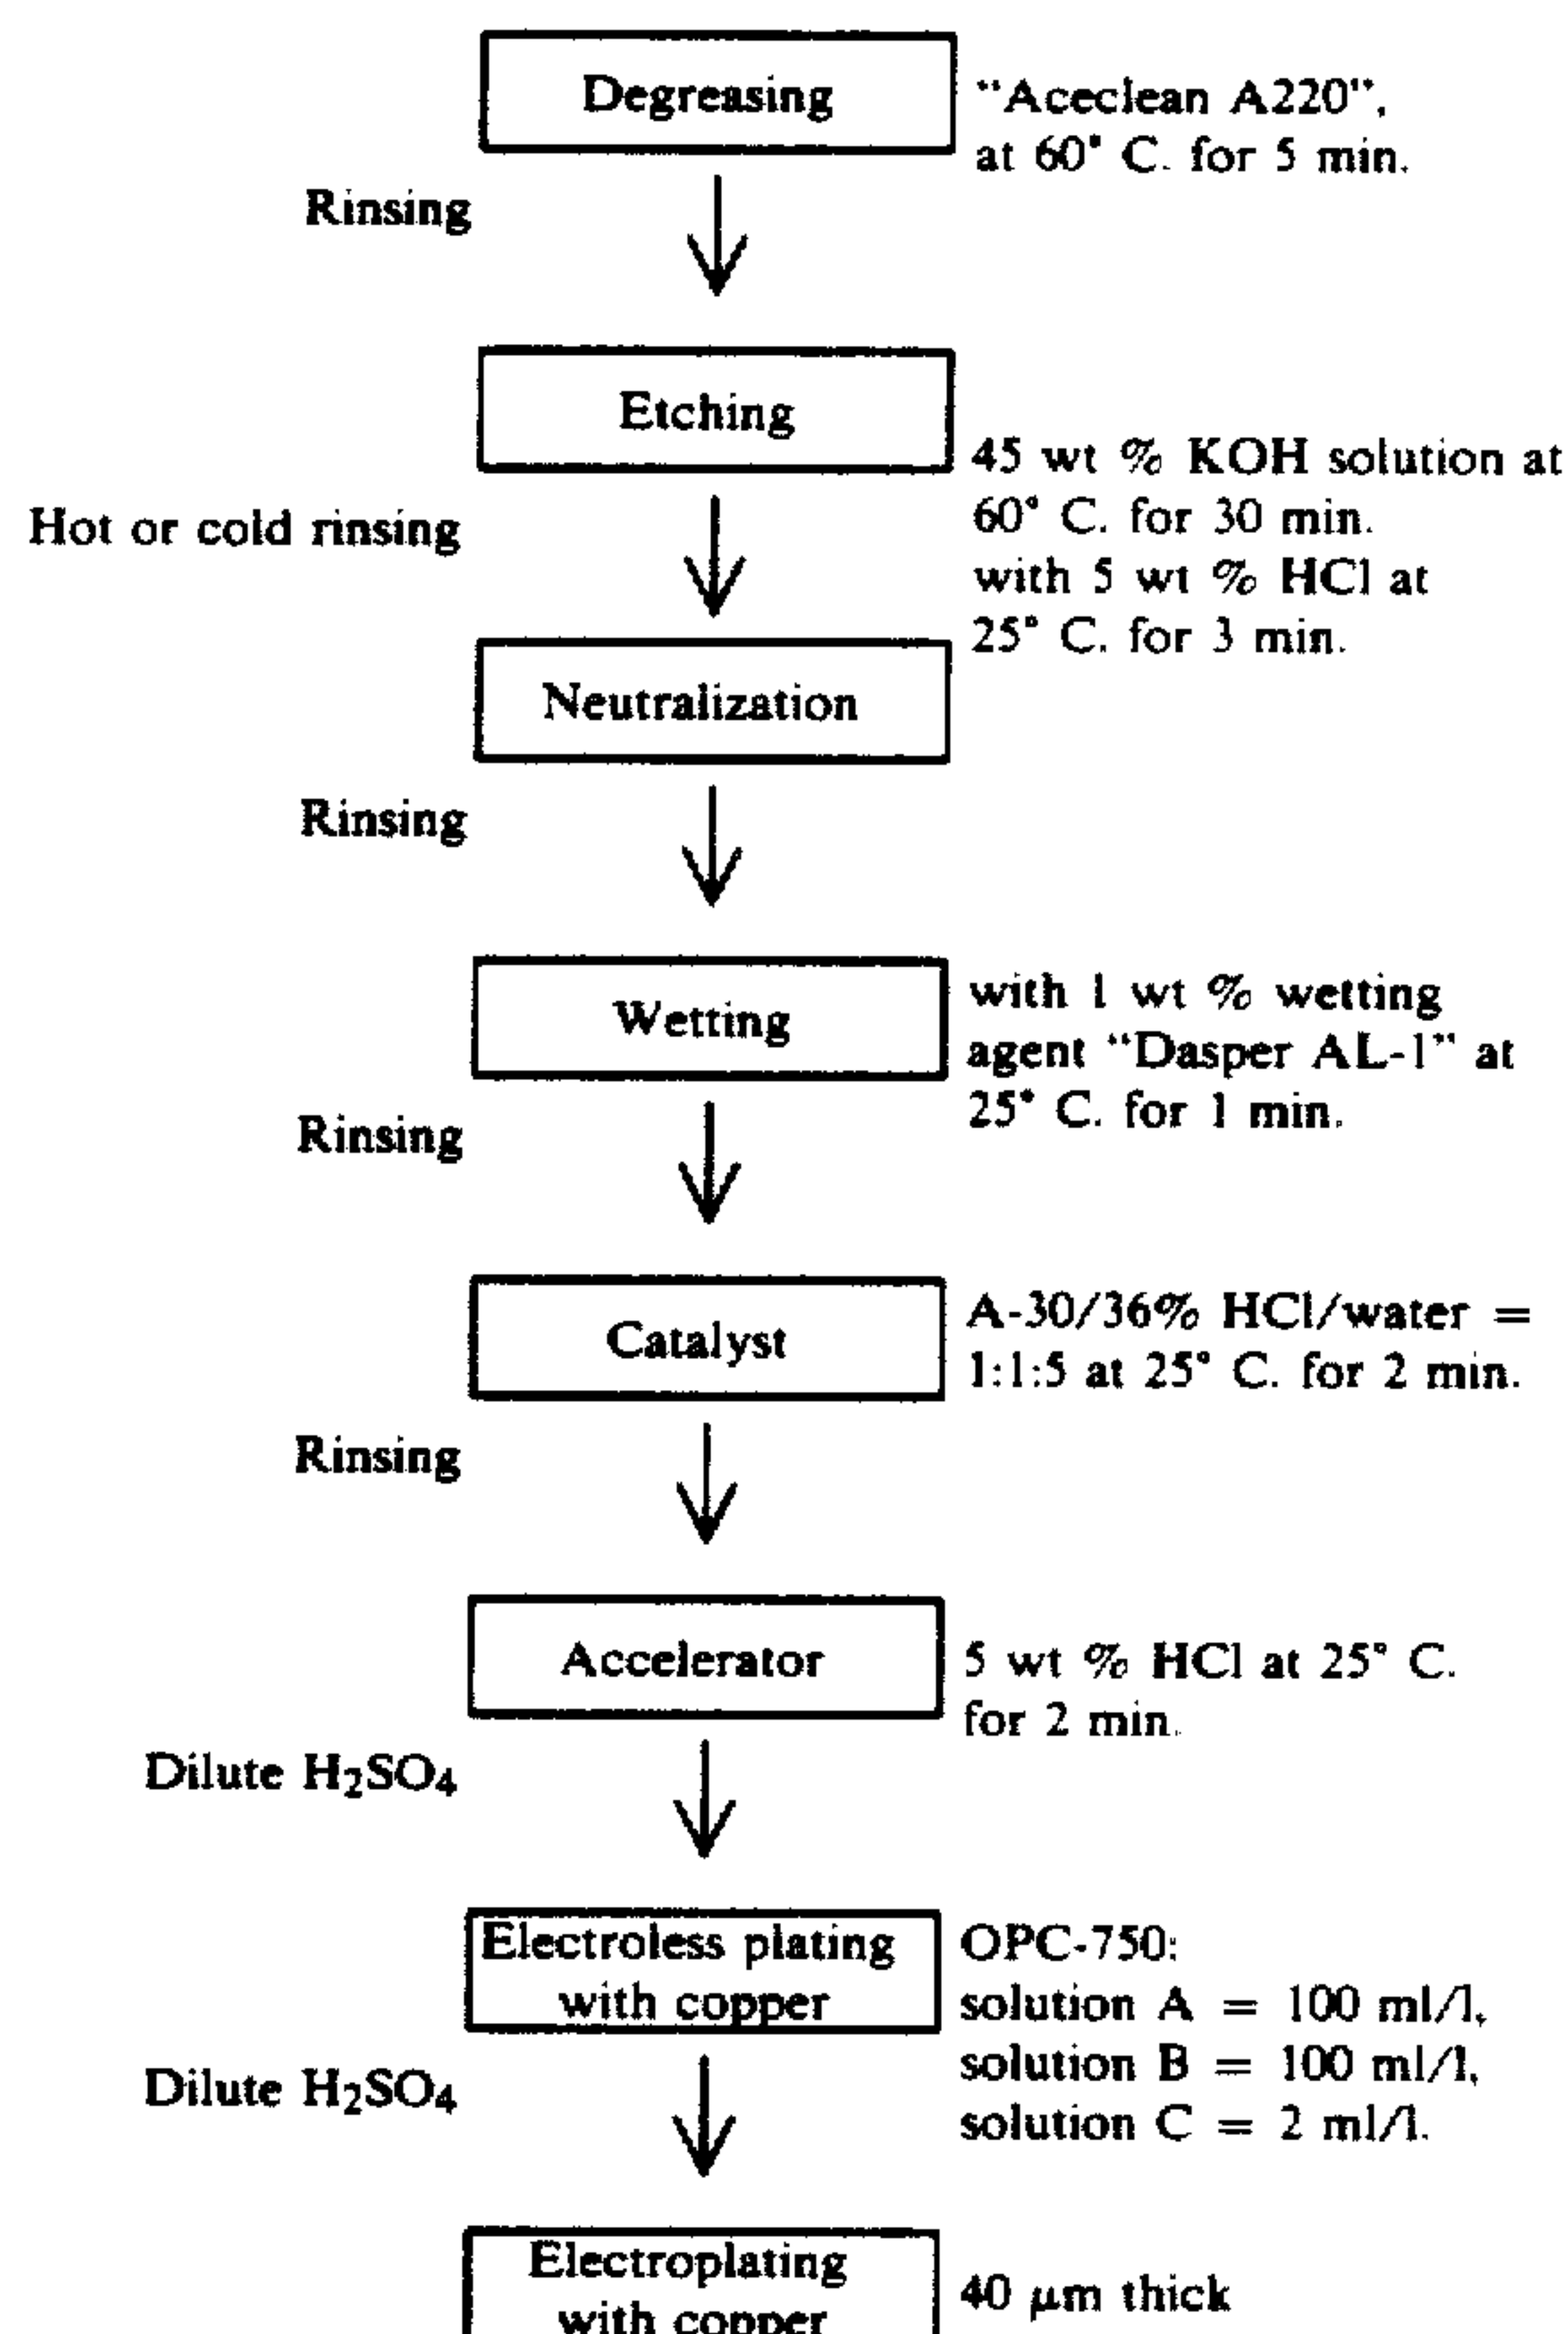 Degreasing
"Aceclean A220",
at 60° C. for 5 min.
Rinsing
Etching
45 wt % KOH solution at
60° C. for 30 min.
Hot or cold rinsing
with 5 wt % HCl at
25° C. for 3 min.
Neutralization
Rinsing
Wetting
with 1 wt % wetting
agent "Dasper AL-1" at
25° C. for 1 min.
Rinsing
Catalyst
A-30/36% HCl/water =
1:1:5 at 25° C. for 2 min.
Rinsing
Accelerator
5 wt % HCl at 25° C.
for 2 min.
Dilute H₂SO₄
Electroless plating
with copper
OPC-750:
solution A = 100 ml/l,
solution B = 100 ml/l,
solution C = 2 ml/l.
Dilute H₂SO₄
Electroplating
with copper
40 μm thick